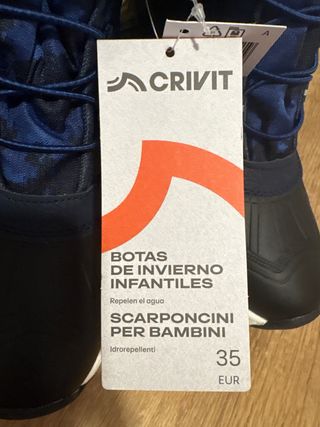 CRIVIT
BOTAS
DE INVIERNO
INFANTILES
Repelen el agua
SCARPONCINI
PER BAMBINI
Idrorepellenti
35
EUR
A